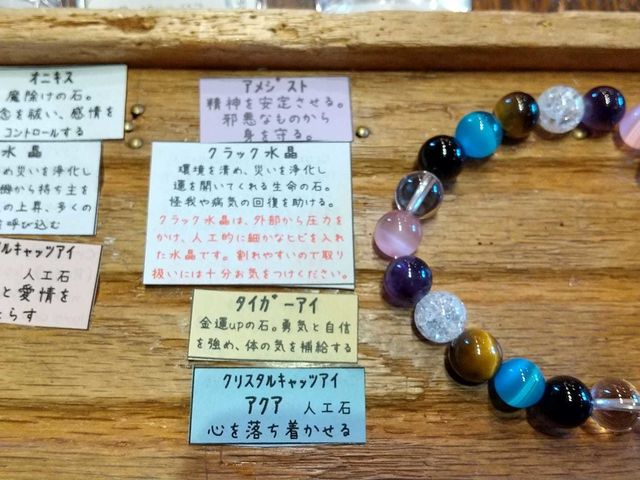 オニキス
魔除けの石。
念を祓い、感情を
コントロールする
水晶
め災いを浄化し
機から持ち主を
の上昇、多くの
呼び込む
ルキャッツアイ
人工石
と愛情を
たらす
アメジスト
精神を安定させる。
邪悪なものから
身を守る。
クラック水晶
環境を清め、災いを浄化し
運を開いてくれる生命の石。
怪我や病気の回復を助ける。
クラック水晶は、外部から圧力を
かけ、人工的に細かなヒビを入れ
た水晶です。割れやすいので取り
扱いには十分お気をつけください。
タイガーアイ
金運upの石。勇気と自信
を強め、体の気を補給する
クリスタルキャッツアイ
アクア 人工石
心を落ち着かせる